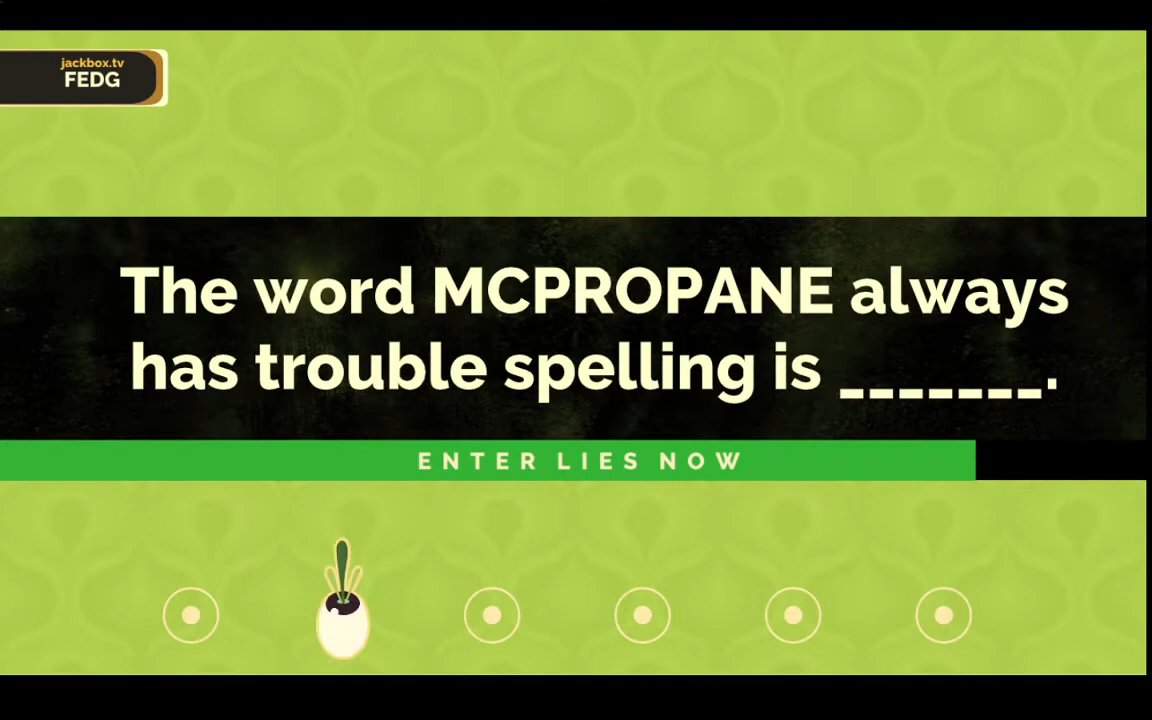 jackbox.tv
FEDG
The word MCPROPANE always
has trouble spelling is _______.
ENTER LIES NOW